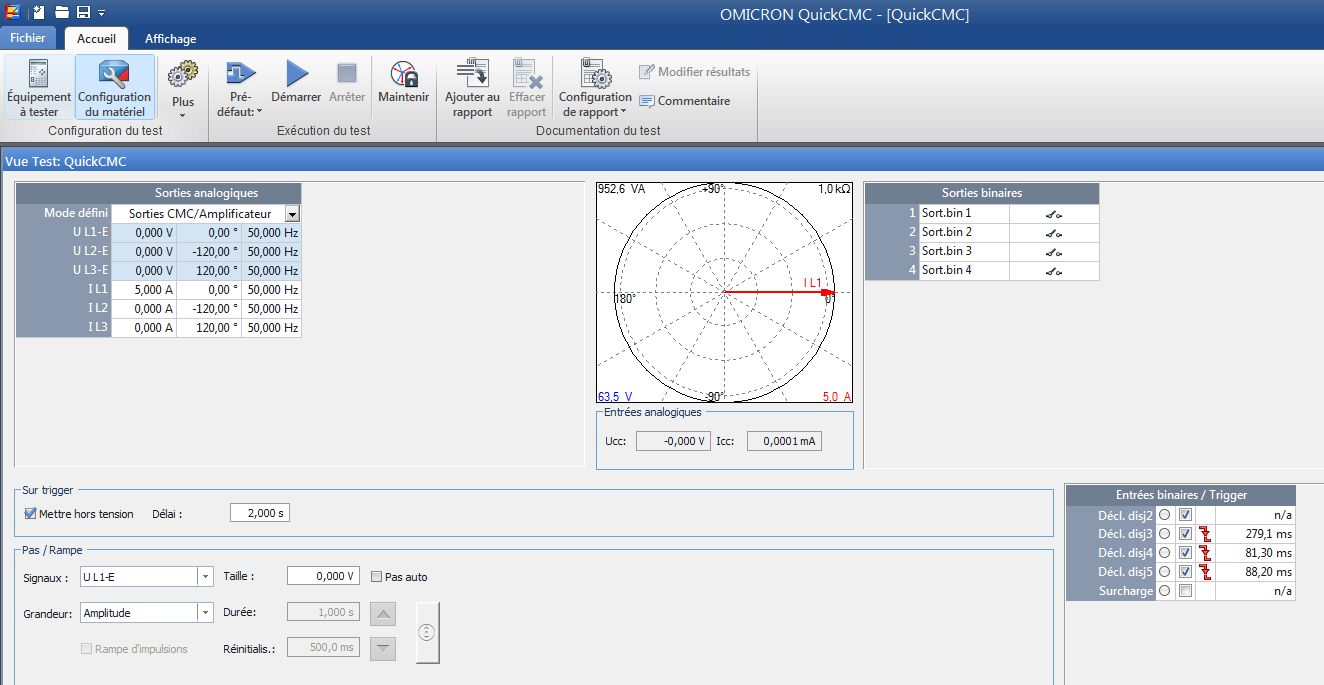 OMICRON QuickCMC - [QuickCMC]
Fichier Accueil Affichage
Équipement à tester
Configuration du matériel
Plus
Configuration du test
Pré-défaut:
Démarrer
Arrêter
Maintenir
Exécution du test
Ajouter au rapport
Effacer rapport
Configuration de rapport
Modifier résultats
Commentaire
Documentation du test
Vue Test: QuickCMC
Sorties analogiques
Mode défini Sorties CMC/Amplificateur
U L1-E 0,000 V 0,00 ° 50,000 Hz
U L2-E 0,000 V -120,00 ° 50,000 Hz
U L3-E 0,000 V 120,00 ° 50,000 Hz
I L1 5,000 A 0,00 ° 50,000 Hz
I L2 0,000 A -120,00 ° 50,000 Hz
I L3 0,000 A 120,00 ° 50,000 Hz
952,6 VA +90° 1,0 kΩ
I L1
180° 0°
63,5 V -90° 5,0 A
Entrées analogiques
Ucc: -0,000 V Icc: 0,0001 mA
Sorties binaires
1 Sort.bin 1
2 Sort.bin 2
3 Sort.bin 3
4 Sort.bin 4
Sur trigger
Mettre hors tension Délai : 2,000 s
Pas / Rampe
Signaux : U L1-E Taille : 0,000 V Pas auto
Grandeur: Amplitude Durée: 1,000 s
Rampe d'impulsions Réinitialis.: 500,0 ms
Entrées binaires / Trigger
Décl. disj2 n/a
Décl. disj3 279,1 ms
Décl. disj4 81,30 ms
Décl. disj5 88,20 ms
Surcharge n/a